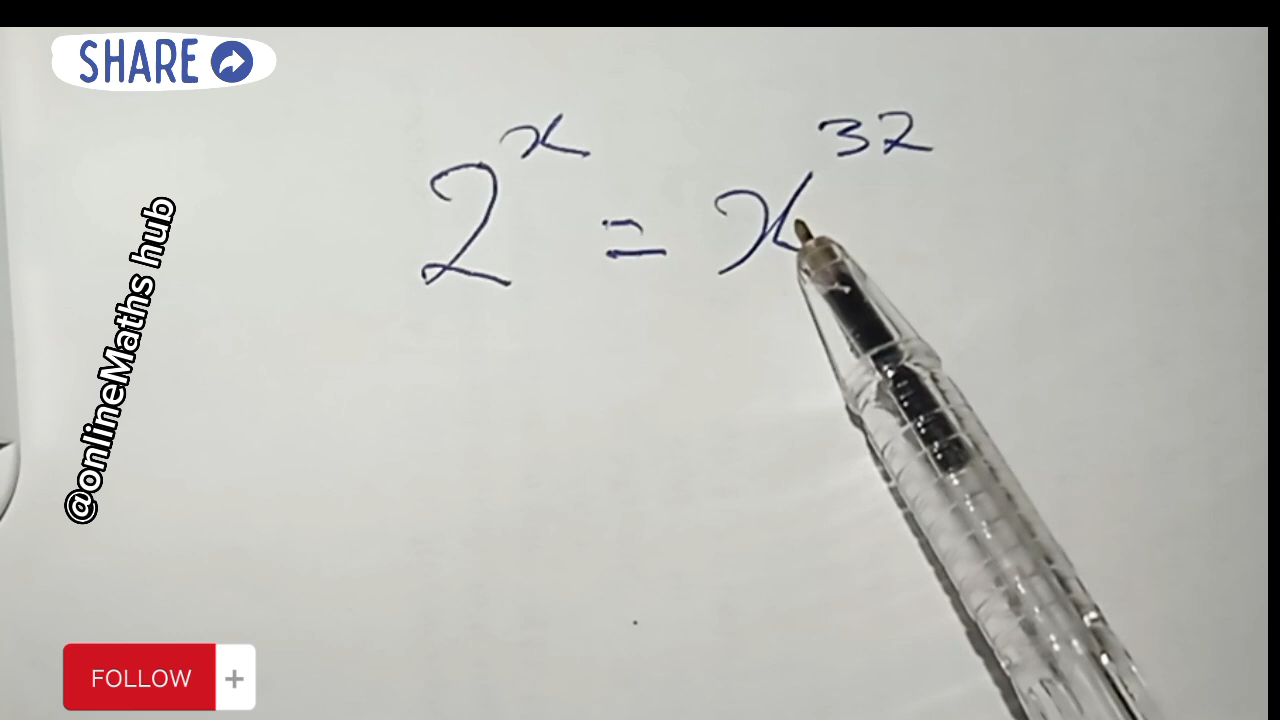 SHARE
2^x = x^32
@onlineMaths hub
FOLLOW +